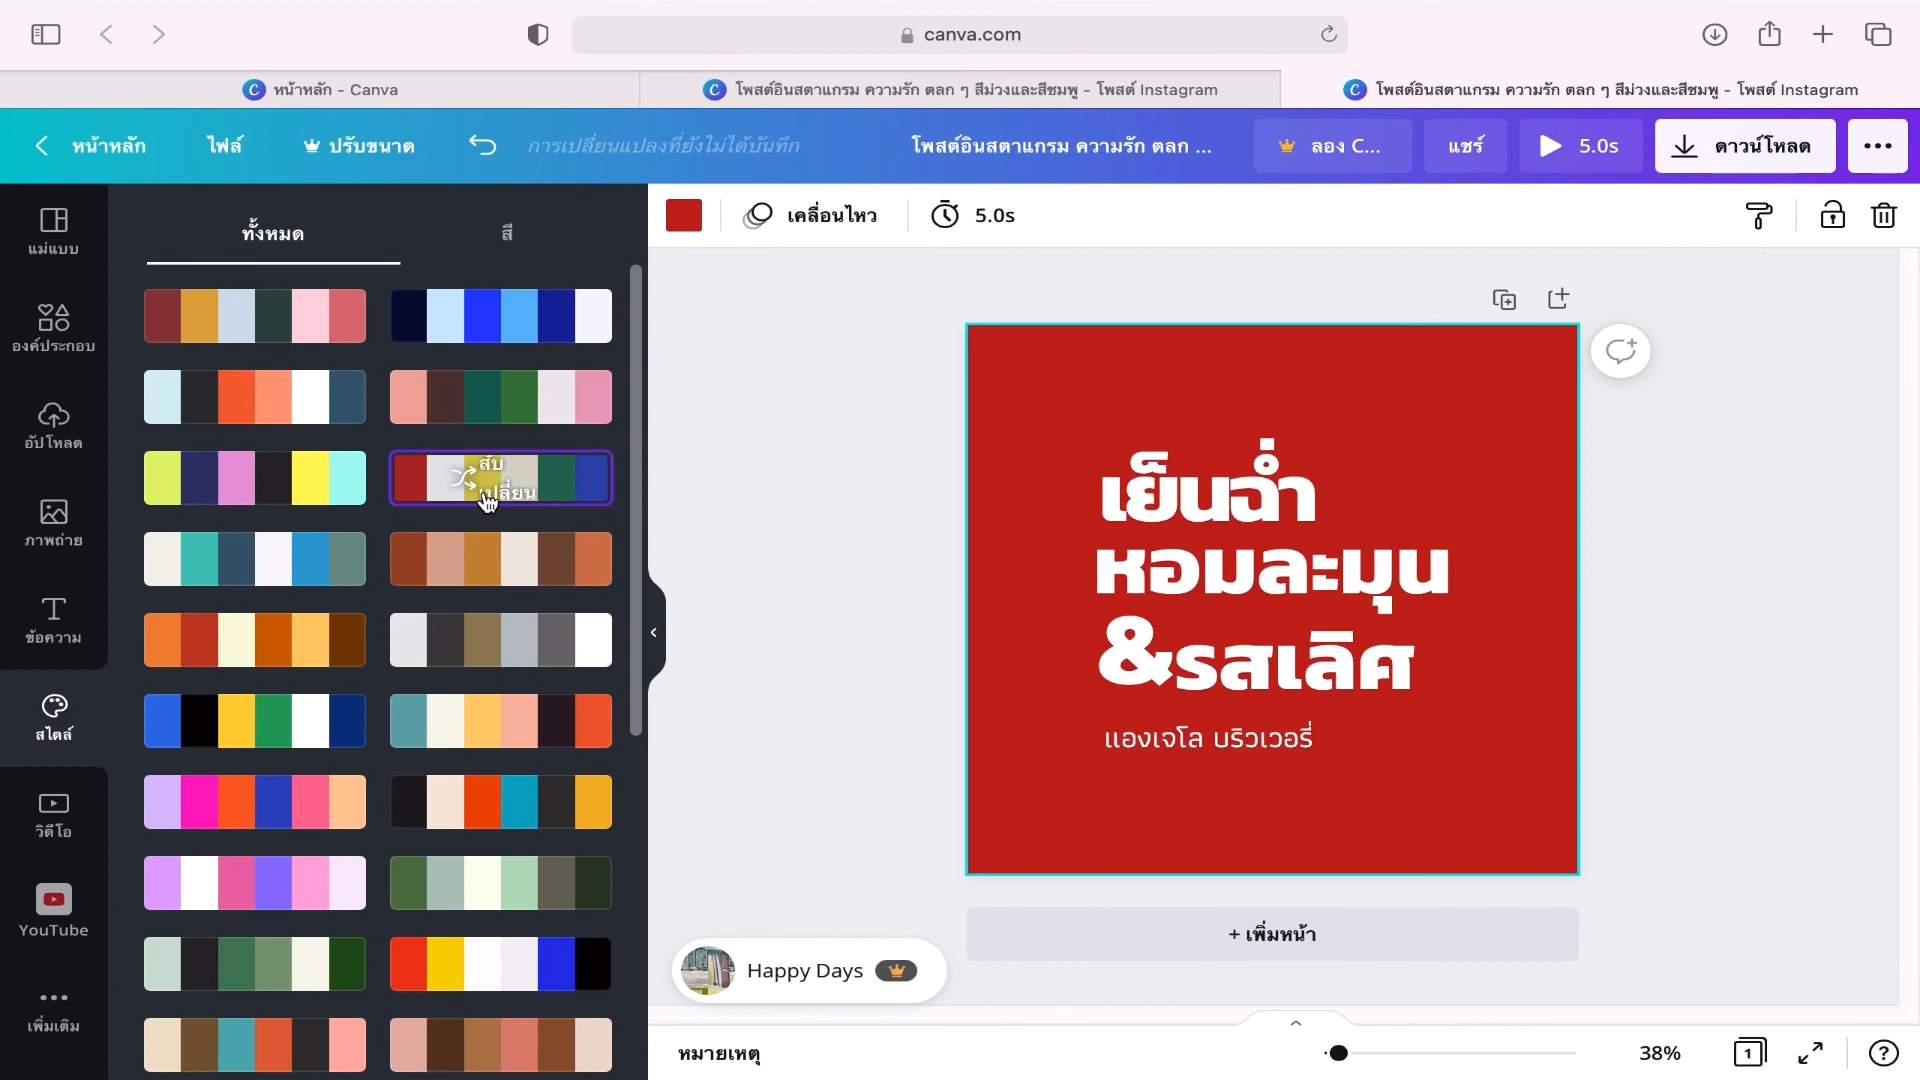 canva.com
หน้าหลัก - Canva
โพสต์อินสตาแกรม ความรัก ตลก ๆ สีม่วงและสีชมพู - โพสต์ Instagram
โพสต์อินสตาแกรม ความรัก ตลก ๆ สีม่วงและสีชมพู - โพสต์ Instagram
หน้าหลัก
ไฟล์
ปรับขนาด
การเปลี่ยนแปลงที่ยังไม่ได้บันทึก
โพสต์อินสตาแกรม ความรัก ตลก ...
ลอง C...
แชร์
5.0s
ดาวน์โหลด
แม่แบบ
องค์ประกอบ
อัปโหลด
ภาพถ่าย
ข้อความ
สไตล์
วิดีโอ
YouTube
เพิ่มเติม
ทั้งหมด
สี
สับ
เปลี่ยน
เคลื่อนไหว
5.0s
เย็นฉ่ำ
หอมละมุน
&รสเลิศ
แองเจโล บริวเวอรี่
+ เพิ่มหน้า
Happy Days
หมายเหตุ
38%
1
?